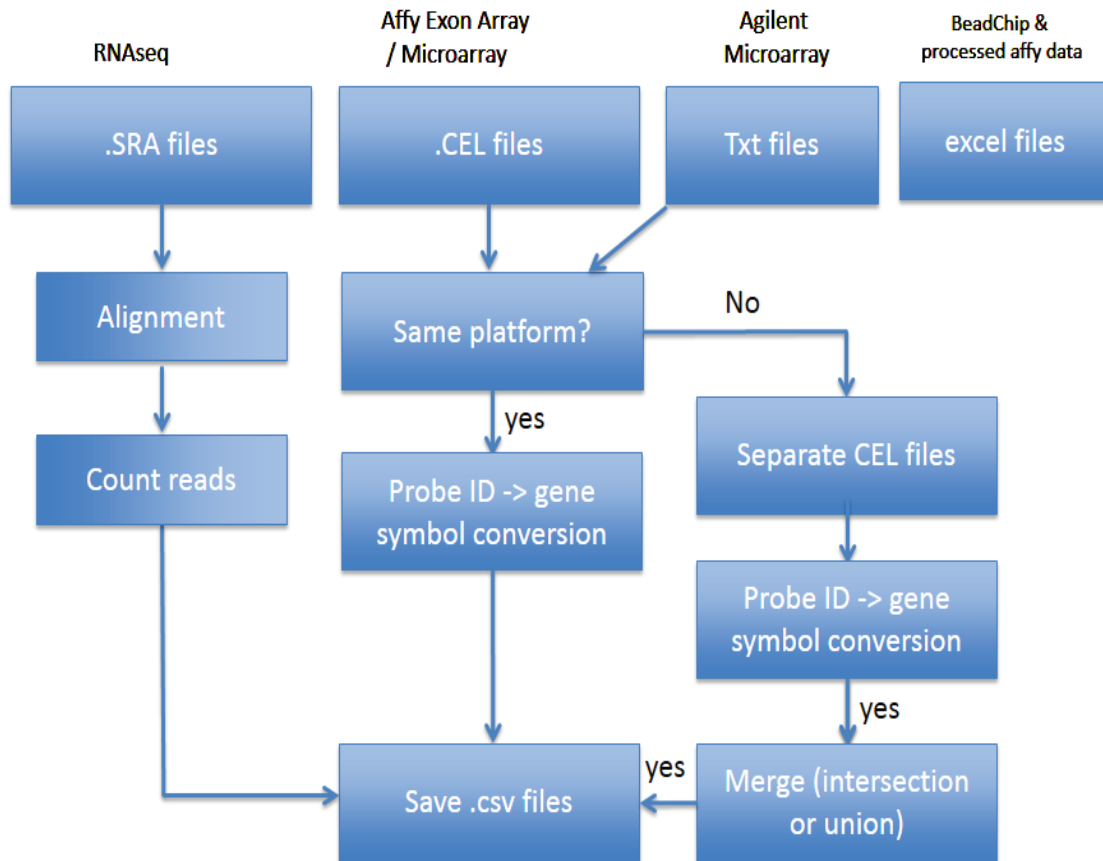 RNAseq
Affy Exon Array
/ Microarray
Agilent
Microarray
BeadChip &
processed affy data
.SRA files
.CEL files
Txt files
excel files
Alignment
Same platform?
No
yes
Count reads
Probe ID -> gene
symbol conversion
Separate CEL files
Probe ID -> gene
symbol conversion
yes
Save .csv files
yes
Merge (intersection
or union)